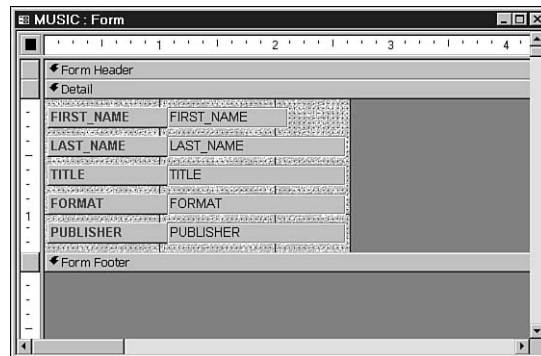 MUSIC : Form
1 2 3 4
Form Header
Detail
FIRST_NAME FIRST_NAME
LAST_NAME LAST_NAME
TITLE TITLE
FORMAT FORMAT
1
PUBLISHER PUBLISHER
Form Footer